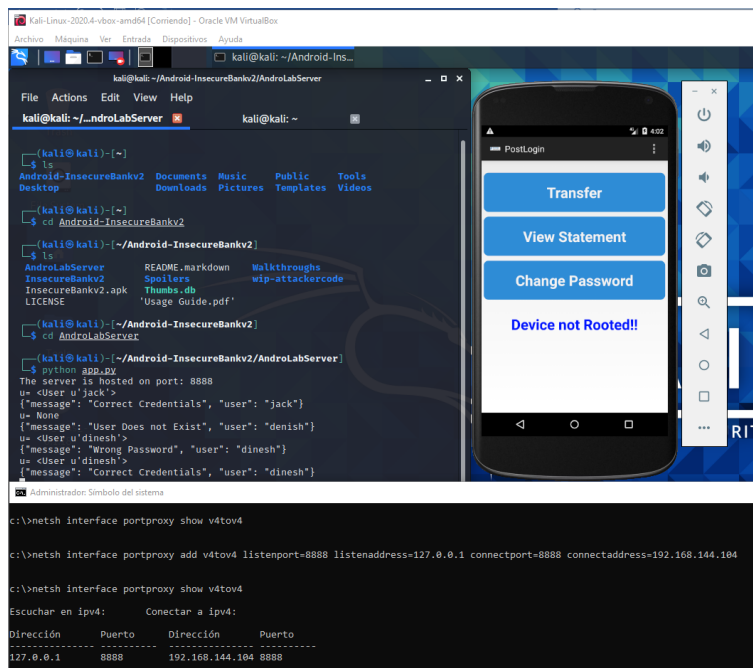 Kali-Linux-2020.4-vbox-amd64 [Corriendo] - Oracle VM VirtualBox
Archivo Máquina Ver Entrada Dispositivos Ayuda
kali@kali: ~/Android-Ins...
kali@kali: ~/Android-InsecureBankv2/AndroLabServer
File Actions Edit View Help
kali@kali: ~/...ndroLabServer kali@kali: ~
┌──(kali㉿kali)-[~]
└─$ ls
Android-InsecureBankv2 Documents Music Public Tools
Desktop Downloads Pictures Templates Videos
┌──(kali㉿kali)-[~]
└─$ cd Android-InsecureBankv2
┌──(kali㉿kali)-[~/Android-InsecureBankv2]
└─$ ls
AndroLabServer README.markdown Walkthroughs
InsecureBankv2 Spoilers wip-attackercode
InsecureBankv2.apk Thumbs.db
LICENSE 'Usage Guide.pdf'
┌──(kali㉿kali)-[~/Android-InsecureBankv2]
└─$ cd AndroLabServer
┌──(kali㉿kali)-[~/Android-InsecureBankv2/AndroLabServer]
└─$ python app.py
The server is hosted on port: 8888
u= <User u'jack'>
{"message": "Correct Credentials", "user": "jack"}
u= None
{"message": "User Does not Exist", "user": "denish"}
u= <User u'dinesh'>
{"message": "Wrong Password", "user": "dinesh"}
u= <User u'dinesh'>
{"message": "Correct Credentials", "user": "dinesh"}
4:02
PostLogin
Transfer
View Statement
Change Password
Device not Rooted!!
RI
Administrador: Símbolo del sistema
c:\>netsh interface portproxy show v4tov4
c:\>netsh interface portproxy add v4tov4 listenport=8888 listenaddress=127.0.0.1 connectport=8888 connectaddress=192.168.144.104
c:\>netsh interface portproxy show v4tov4
Escuchar en ipv4: Conectar a ipv4:
Dirección Puerto Dirección Puerto
--------------- ---------- --------------- ----------
127.0.0.1 8888 192.168.144.104 8888